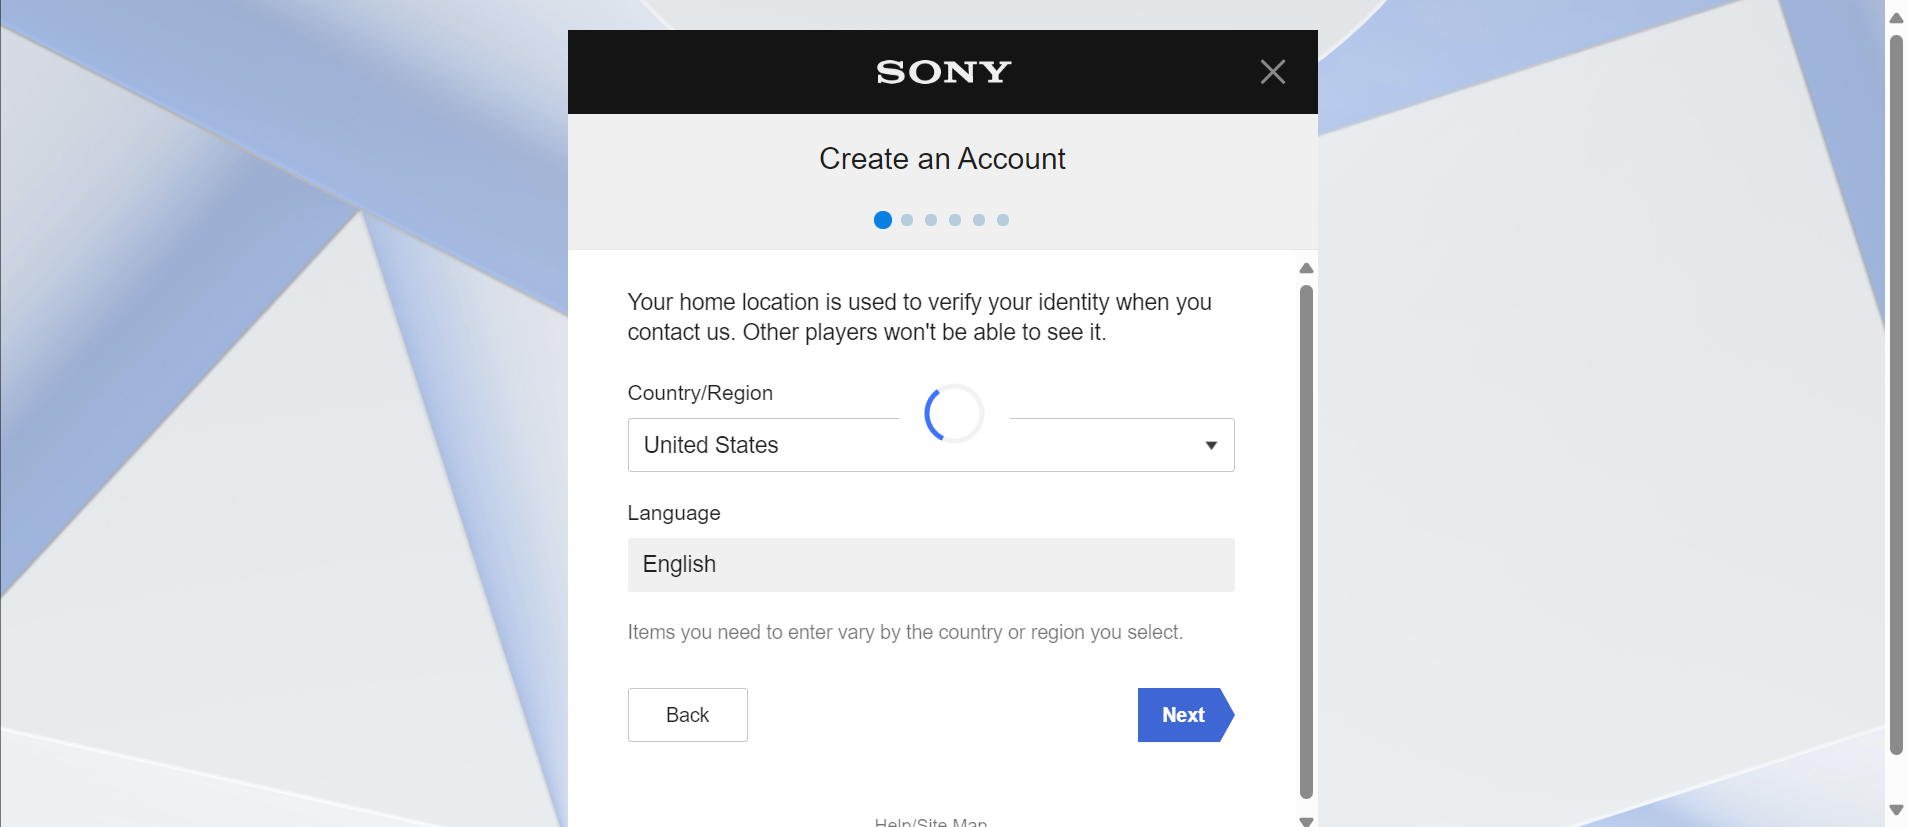 SONY
Create an Account
Your home location is used to verify your identity when you
contact us. Other players won't be able to see it.
Country/Region
United States
Language
English
Items you need to enter vary by the country or region you select.
Back
Next
Help/Site Map